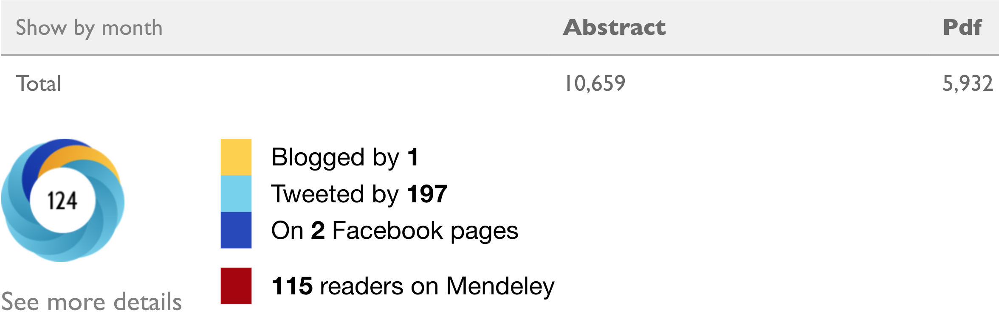 Show by month Abstract Pdf
Total 10,659 5,932
124
Blogged by 1
Tweeted by 197
On 2 Facebook pages
115 readers on Mendeley
See more details